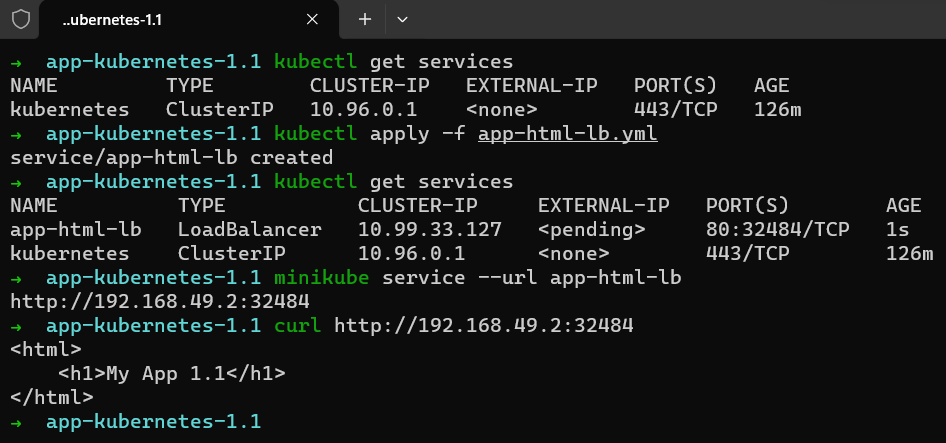 ..ubernetes-1.1
→ app-kubernetes-1.1 kubectl get services
NAME         TYPE        CLUSTER-IP   EXTERNAL-IP   PORT(S)   AGE
kubernetes   ClusterIP   10.96.0.1    <none>        443/TCP   126m
→ app-kubernetes-1.1 kubectl apply -f app-html-lb.yml
service/app-html-lb created
→ app-kubernetes-1.1 kubectl get services
NAME          TYPE           CLUSTER-IP     EXTERNAL-IP   PORT(S)        AGE
app-html-lb   LoadBalancer   10.99.33.127   <pending>     80:32484/TCP   1s
kubernetes    ClusterIP      10.96.0.1      <none>        443/TCP        126m
→ app-kubernetes-1.1 minikube service --url app-html-lb
http://192.168.49.2:32484
→ app-kubernetes-1.1 curl http://192.168.49.2:32484
<html>
    <h1>My App 1.1</h1>
</html>
→ app-kubernetes-1.1